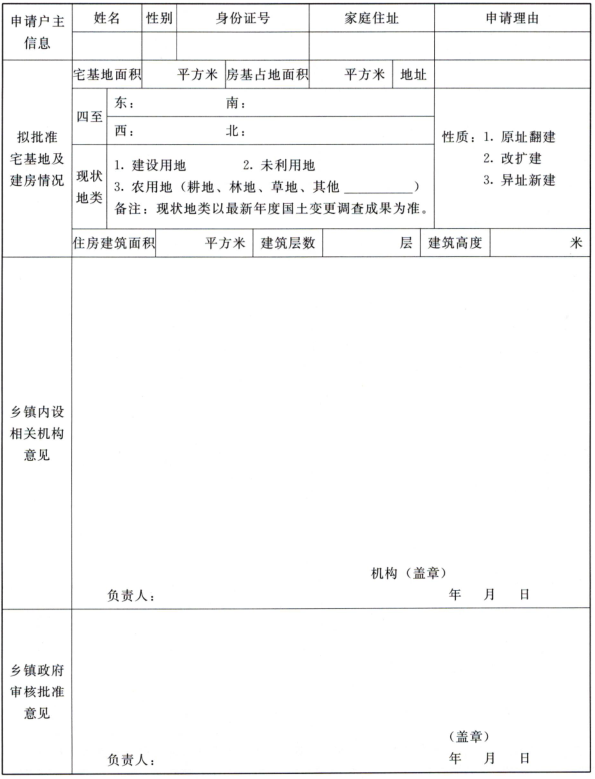 申请户主
信息
姓名 性别 身份证号 家庭住址 申请理由
拟批准
宅基地及
建房情况
宅基地面积 平方米 房基占地面积 平方米 地址
四至
东： 南：
西： 北：
性质：1. 原址翻建
2. 改扩建
3. 异址新建
现状
地类
1. 建设用地 2. 未利用地
3. 农用地（耕地、林地、草地、其他 ________）
备注：现状地类以最新年度国土变更调查成果为准。
住房建筑面积 平方米 建筑层数 层 建筑高度 米
乡镇内设
相关机构
意见
机构（盖章）
负责人： 年 月 日
乡镇政府
审核批准
意见
（盖章）
负责人： 年 月 日